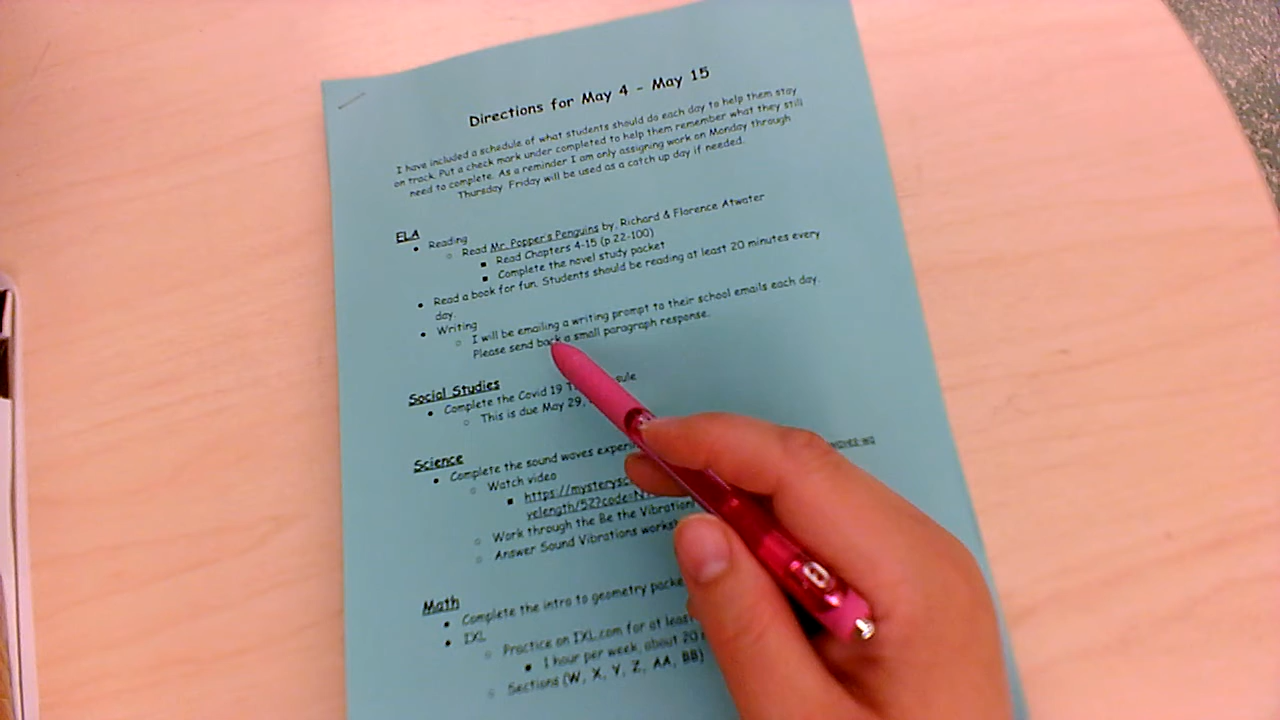 Directions for May 4 - May 15
I have included a schedule of what students should do each day to help them stay
on track. Put a check mark under completed to help them remember what they still
need to complete. As a reminder I am only assigning work on Monday through
Thursday. Friday will be used as a catch up day if needed.
ELA
• Reading
○ Read Mr. Popper's Penguins by, Richard & Florence Atwater
▪ Read Chapters 4-15 (p.22-100)
▪ Complete the novel study packet
• Read a book for fun. Students should be reading at least 20 minutes every
day.
• Writing
○ I will be emailing a writing prompt to their school emails each day.
Please send back a small paragraph response.
Social Studies
• Complete the Covid 19
○ This is due May 29,
Science
• Complete the sound waves
○ Watch video
▪ https://mysterysc
velength/52?code=
○ Work through the Be the Vibration
○ Answer Sound Vibrations
Math
• Complete the intro to geometry
• IXL
○ Practice on IXL.com for at least
▪ 1 hour per week, about 20
○ Sections (W, X, Y, Z, AA, BB)